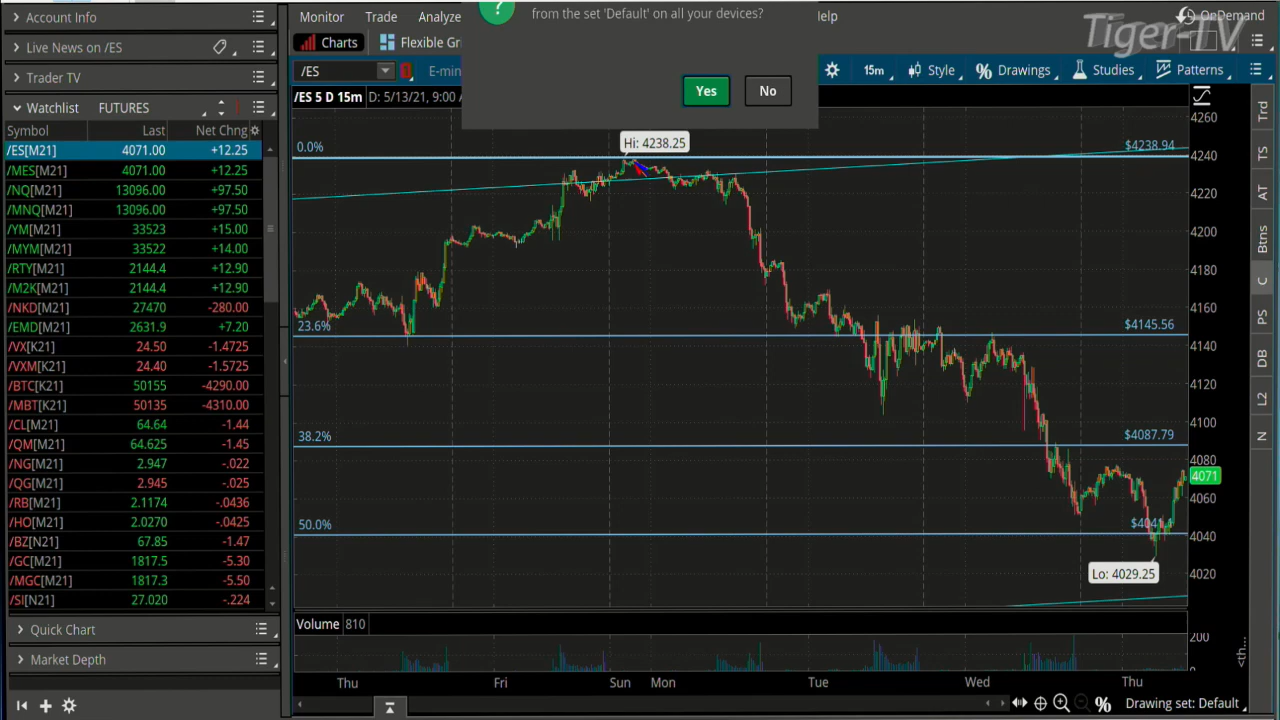 Account Info
Live News on /ES
Trader TV
Watchlist FUTURES
Symbol Last Net Chng
/ES[M21] 4071.00 +12.25
/MES[M21] 4071.00 +12.25
/NQ[M21] 13096.00 +97.50
/MNQ[M21] 13096.00 +97.50
/YM[M21] 33523 +15.00
/MYM[M21] 33522 +14.00
/RTY[M21] 2144.4 +12.90
/M2K[M21] 2144.4 +12.90
/NKD[M21] 27470 -280.00
/EMD[M21] 2631.9 +7.20
/VX[K21] 24.50 -1.4725
/VXM[K21] 24.40 -1.5725
/BTC[K21] 50155 -4290.00
/MBT[K21] 50135 -4310.00
/CL[M21] 64.64 -1.44
/QM[M21] 64.625 -1.45
/NG[M21] 2.947 -.022
/QG[M21] 2.945 -.025
/RB[M21] 2.1174 -.0436
/HO[M21] 2.0270 -.0425
/BZ[N21] 67.85 -1.47
/GC[M21] 1817.5 -5.30
/MGC[M21] 1817.3 -5.50
/SI[N21] 27.020 -.224
Quick Chart
Market Depth
Monitor Trade Analyze elp
Tiger-TV
OnDemand
Charts Flexible Gr
from the set 'Default' on all your devices?
Yes No
/ES E-min 15m Style Drawings Studies Patterns
/ES 5 D 15m D: 5/13/21, 9:00
0.0% Hi: 4238.25 $4238.94
23.6% $4145.56
38.2% $4087.79
50.0% $4041.1
Lo: 4029.25
4260
4240
4220
4200
4180
4160
4140
4120
4100
4080
4071
4060
4040
4020
Volume 810
200
0
<th...
Thu Fri Sun Mon Tue Wed Thu
Drawing set: Default
Trd
TS
AT
Btns
C
PS
DB
L2
N